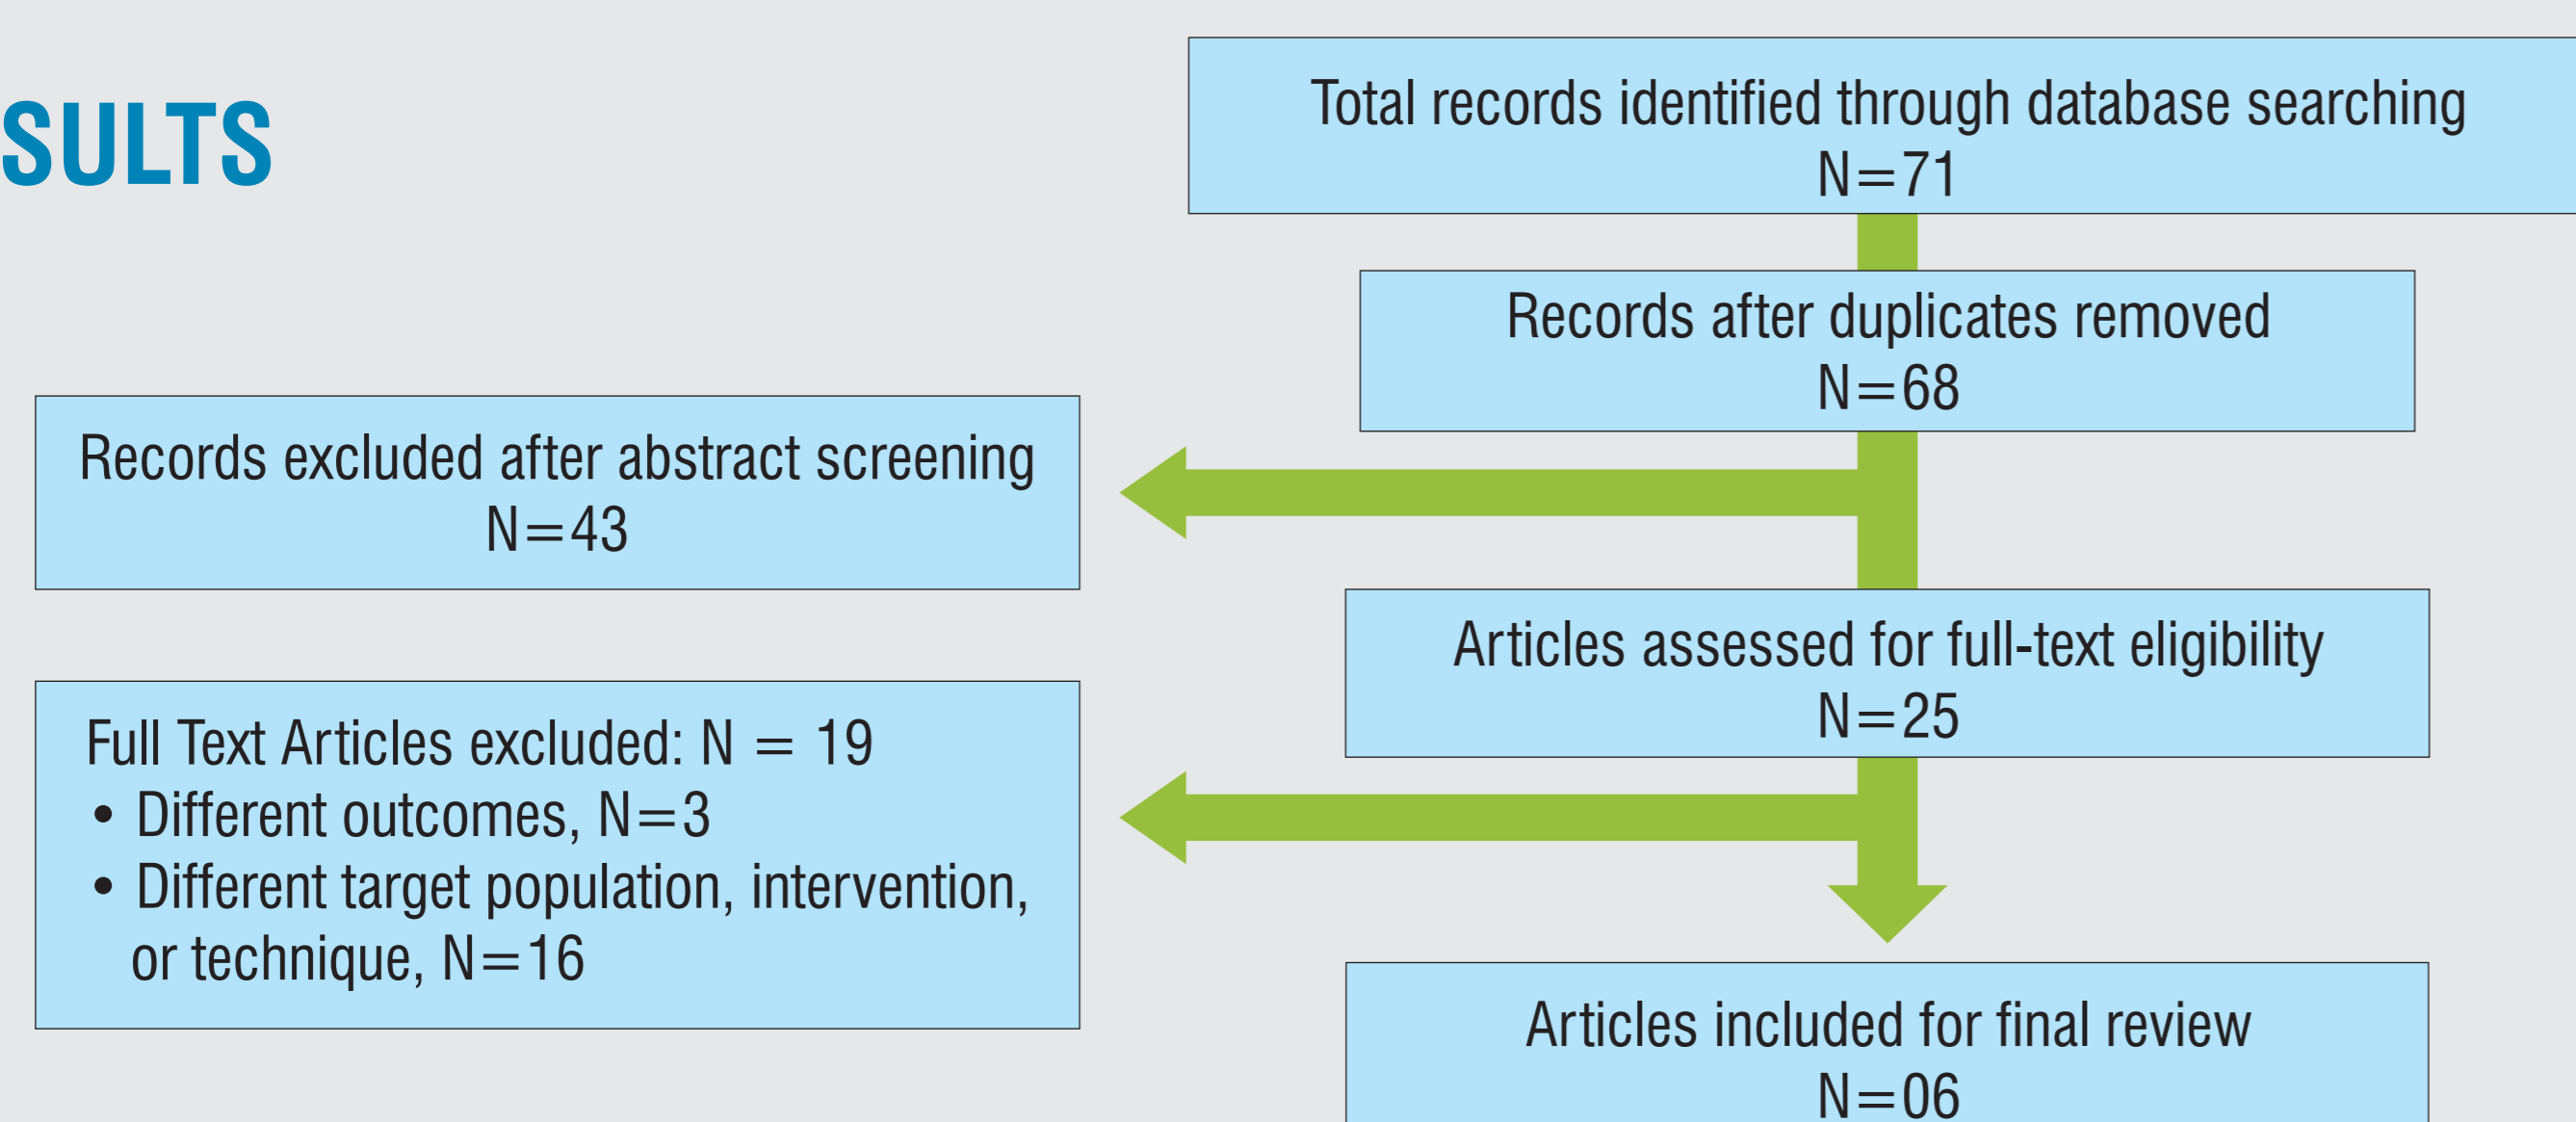 SULTS
Total records identified through database searching
N=71
Records after duplicates removed
N=68
Records excluded after abstract screening
N=43
Articles assessed for full-text eligibility
N=25
Full Text Articles excluded: N = 19
• Different outcomes, N=3
• Different target population, intervention,
or technique, N=16
Articles included for final review
N=06